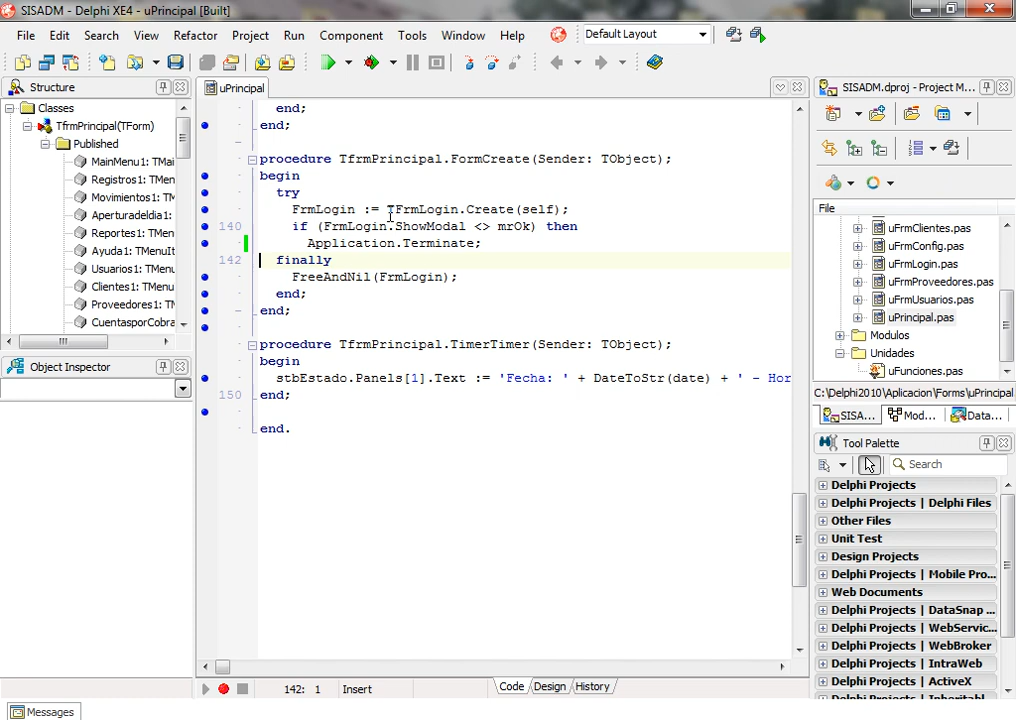 SISADM - Delphi XE4 - uPrincipal [Built]
File Edit Search View Refactor Project Run Component Tools Window Help Default Layout
Structure
Classes
TfrmPrincipal(TForm)
Published
MainMenu1: TMai
Registros1: TMenu
Movimientos1: TM
Aperturadeldia1:
Reportes1: TMenu
Ayuda1: TMenuIt
Usuarios1: TMenu
Clientes1: TMenu
Proveedores1: TM
CuentasporCobra
Object Inspector
uPrincipal
end;
end;
procedure TfrmPrincipal.FormCreate(Sender: TObject);
begin
try
FrmLogin := TFrmLogin.Create(self);
140 if (FrmLogin.ShowModal <> mrOk) then
Application.Terminate;
142 finally
FreeAndNil(FrmLogin);
end;
end;
procedure TfrmPrincipal.TimerTimer(Sender: TObject);
begin
stbEstado.Panels[1].Text := 'Fecha: ' + DateToStr(date) + ' - Hor
150 end;
end.
142: 1 Insert Code Design History
SISADM.dproj - Project M...
File
uFrmClientes.pas
uFrmConfig.pas
uFrmLogin.pas
uFrmProveedores.pas
uFrmUsuarios.pas
uPrincipal.pas
Modulos
Unidades
uFunciones.pas
C:\Delphi2010\Aplicacion\Forms\uPrincipal
SISA... Mod... Data...
Tool Palette
Search
Delphi Projects
Delphi Projects | Delphi Files
Other Files
Unit Test
Design Projects
Delphi Projects | Mobile Pro...
Web Documents
Delphi Projects | DataSnap ...
Delphi Projects | WebServic...
Delphi Projects | WebBroker
Delphi Projects | IntraWeb
Delphi Projects | ActiveX
Messages